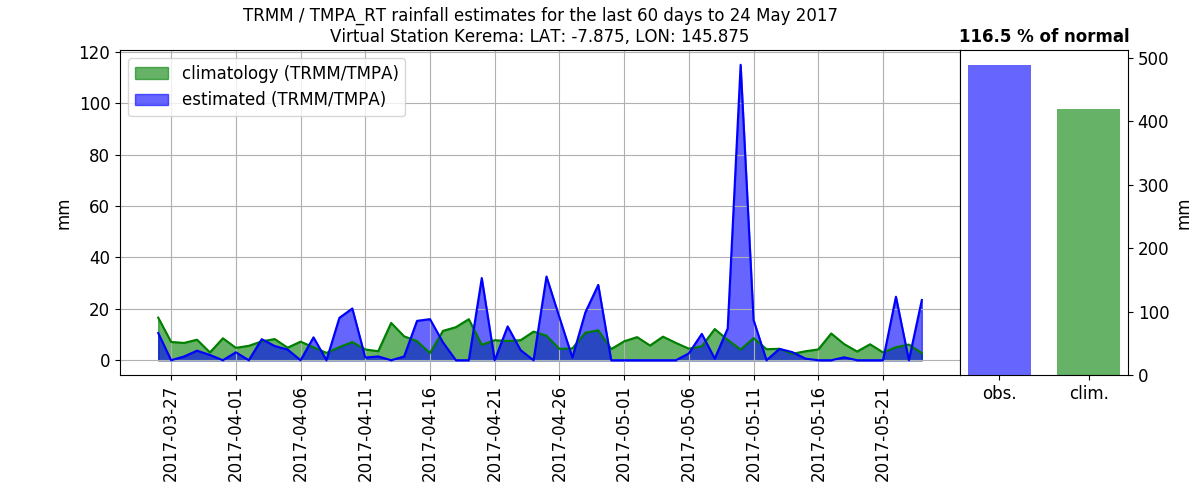 TRMM / TMPA_RT rainfall estimates for the last 60 days to 24 May 2017
Virtual Station Kerema: LAT: -7.875, LON: 145.875
116.5 % of normal
climatology (TRMM/TMPA)
estimated (TRMM/TMPA)
120
100
80
60
40
20
0
mm
500
400
300
200
100
0
mm
2017-03-27
2017-04-01
2017-04-06
2017-04-11
2017-04-16
2017-04-21
2017-04-26
2017-05-01
2017-05-06
2017-05-11
2017-05-16
2017-05-21
obs.
clim.